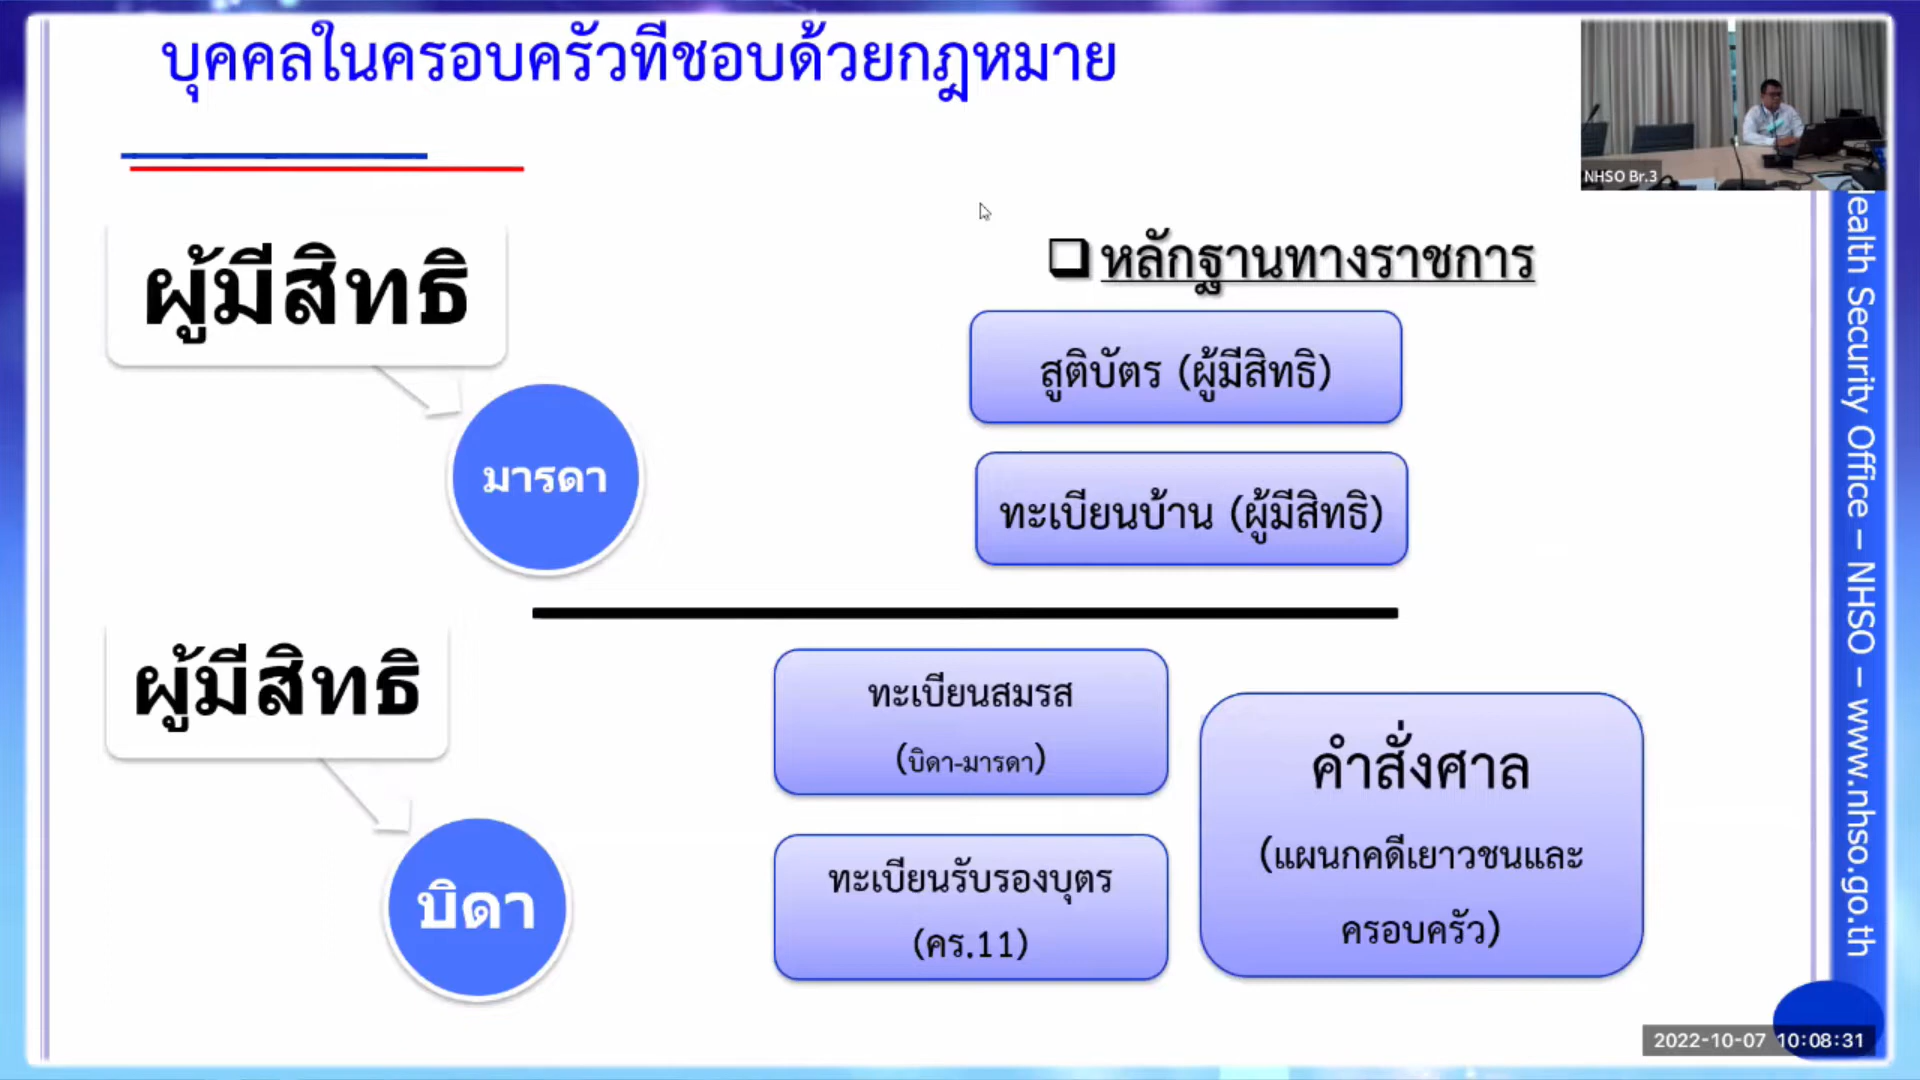 บุคคลในครอบครัวที่ชอบด้วยกฎหมาย
NHSO Br.3
ผู้มีสิทธิ
❑ หลักฐานทางราชการ
สูติบัตร (ผู้มีสิทธิ)
มารดา
ทะเบียนบ้าน (ผู้มีสิทธิ)
ผู้มีสิทธิ
ทะเบียนสมรส
(บิดา-มารดา)
คำสั่งศาล
(แผนกคดีเยาวชนและ
ครอบครัว)
บิดา
ทะเบียนรับรองบุตร
(คร.11)
Health Security Office – NHSO – www.nhso.go.th
2022-10-07 10:08:31